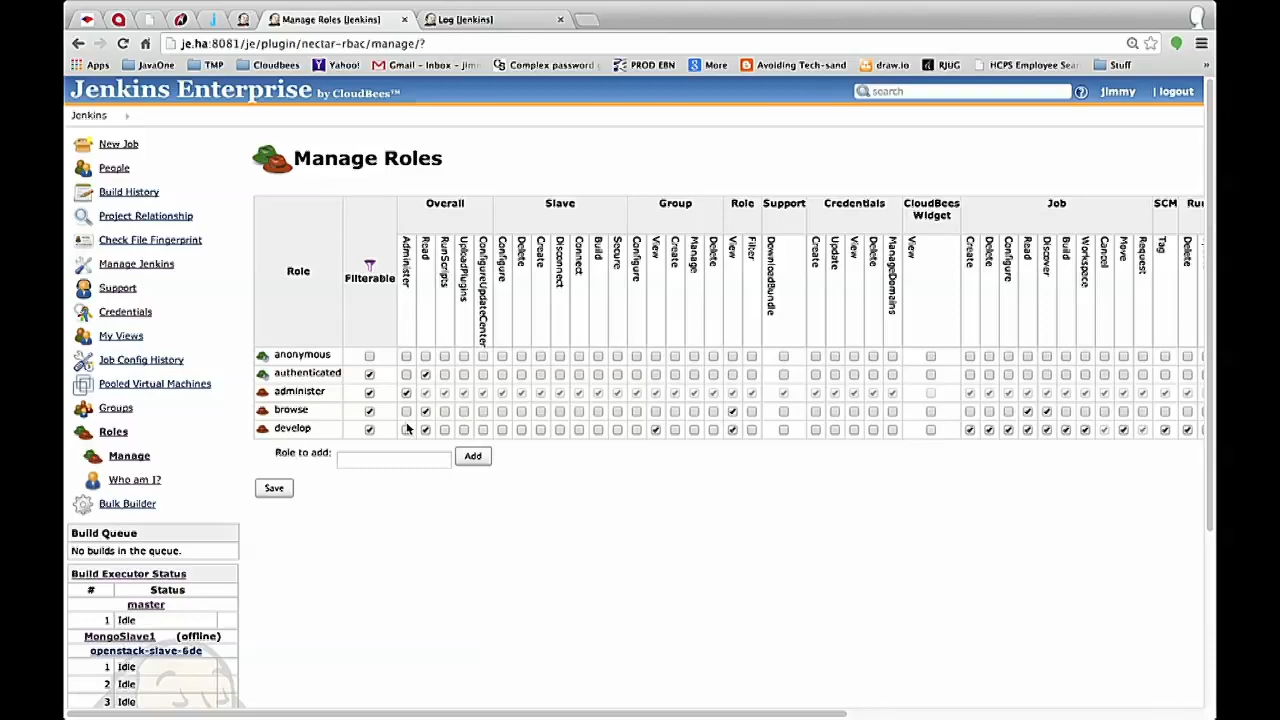 Manage Roles [Jenkins]
Log [Jenkins]
je.ha:8081/je/plugin/nectar-rbac/manage/?
Apps JavaOne TMP Cloudbees Yahoo! Gmail - Inbox - jimm Complex password PROD EBN More Avoiding Tech-sand draw.io RJUG HCPS Employee Sear Stuff »
Jenkins Enterprise by CloudBees™
search
jimmy | logout
Jenkins
New Job
People
Build History
Project Relationship
Check File Fingerprint
Manage Jenkins
Support
Credentials
My Views
Job Config History
Pooled Virtual Machines
Groups
Roles
Manage
Who am I?
Bulk Builder
Build Queue
No builds in the queue.
Build Executor Status
# Status
master
1 Idle
MongoSlave1 (offline)
openstack-slave-6de
1 Idle
2 Idle
3 Idle
Manage Roles
Role Filterable Overall Slave Group Role Support Credentials CloudBees Widget Job SCM Run
Administer Read RunScripts UploadPlugins ConfigureUpdateCenter Configure Delete Create Disconnect Connect Build Secure Configure View Create Manage Delete View Filter DownloadBundle Create Update View Delete ManageDomains View Create Delete Configure Read Discover Build Workspace Cancel Move Request Tag Delete
anonymous
authenticated
administer
browse
develop
Role to add:
Add
Save